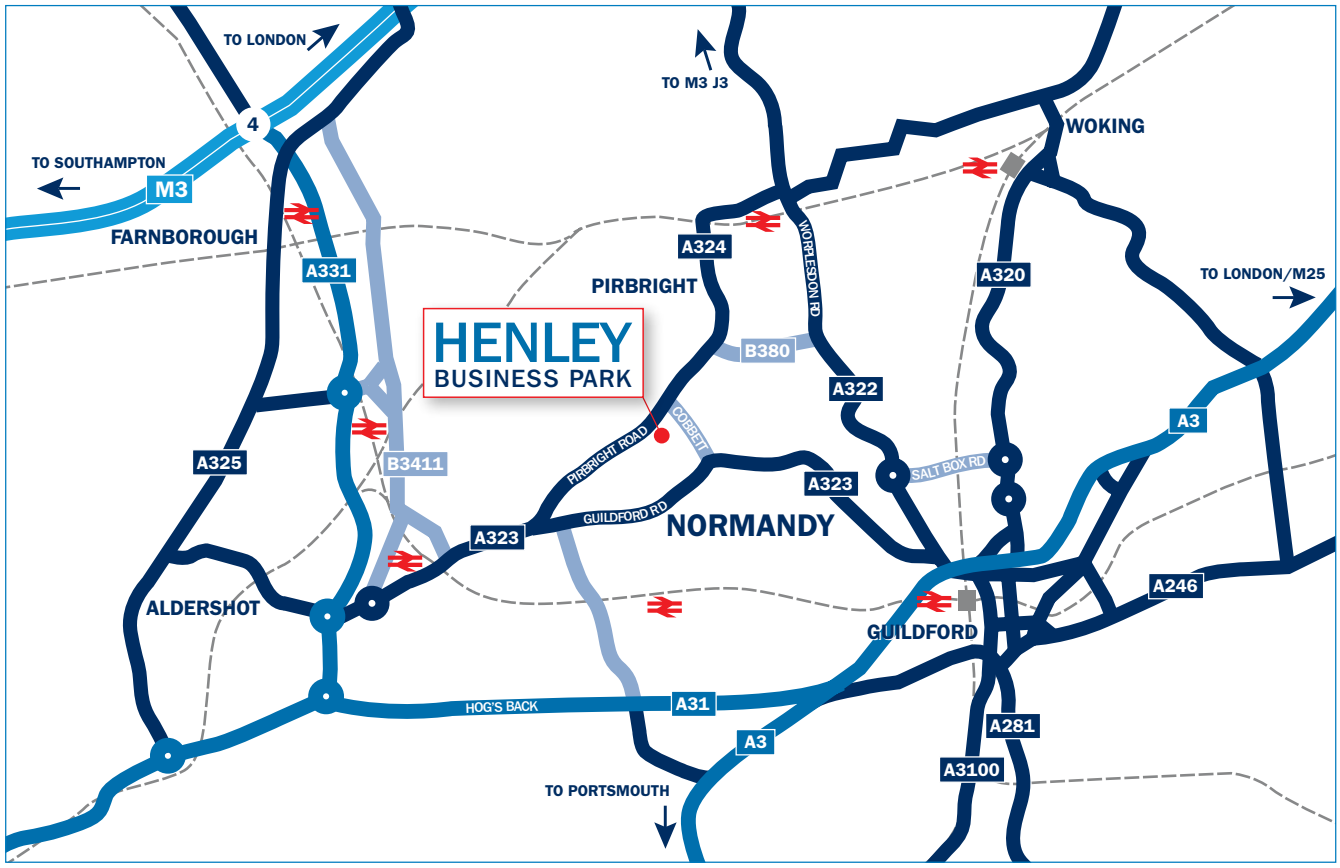 TO LONDON
TO M3 J3
4
WOKING
TO SOUTHAMPTON
M3
FARNBOROUGH
A324
WORPLESDON RD
A331
PIRBRIGHT
A320
TO LONDON/M25
HENLEY
BUSINESS PARK
B380
A322
COBBETT
A3
PIRBRIGHT ROAD
A325
B3411
SALT BOX RD
A323
GUILDFORD RD
NORMANDY
A323
A246
ALDERSHOT
GUILDFORD
HOG'S BACK
A31
A281
A3
A3100
TO PORTSMOUTH